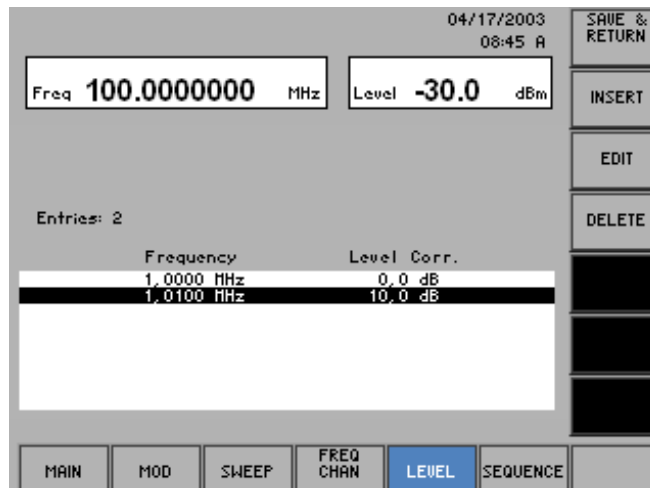 04/17/2003
08:45 A
SAVE &
RETURN
Freq 100.0000000 MHz
Level -30.0 dBm
INSERT
EDIT
Entries: 2
DELETE
Frequency Level Corr.
1,0000 MHz 0,0 dB
1,0100 MHz 10,0 dB
MAIN
MOD
SWEEP
FREQ
CHAN
LEVEL
SEQUENCE